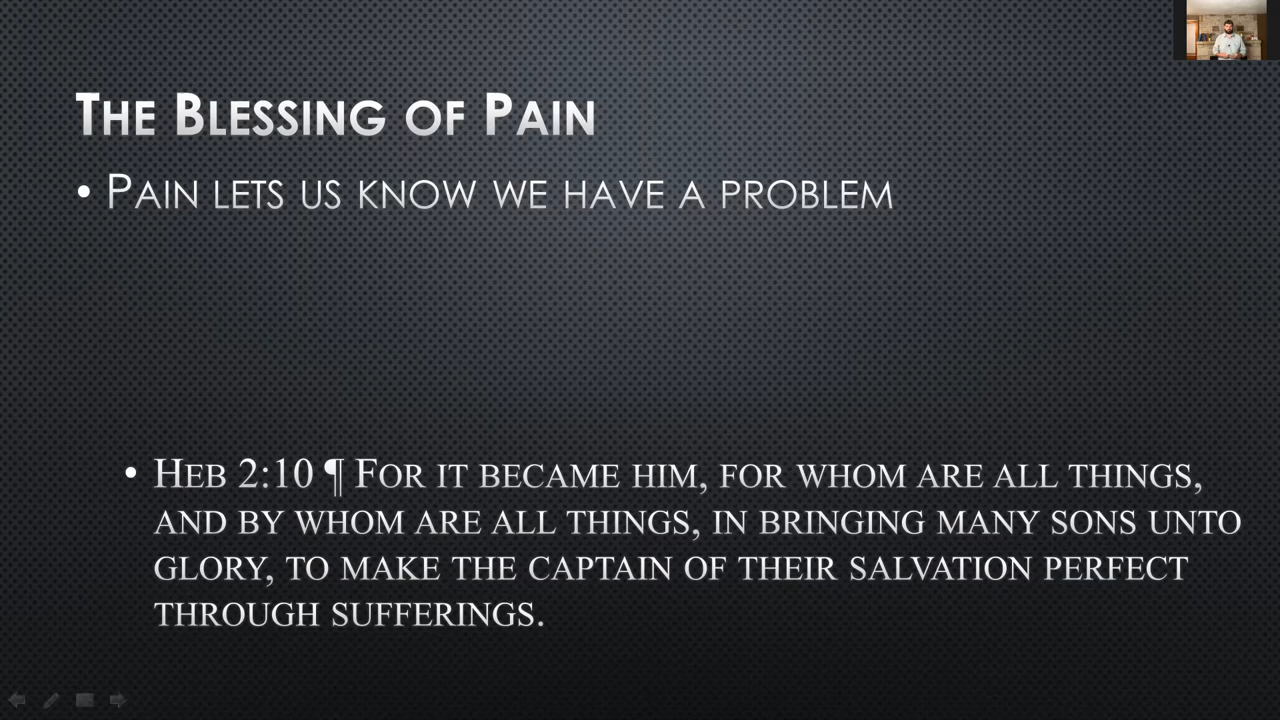 The Blessing of Pain
• Pain lets us know we have a problem
• Heb 2:10 ¶ For it became him, for whom are all things,
and by whom are all things, in bringing many sons unto
glory, to make the captain of their salvation perfect
through sufferings.